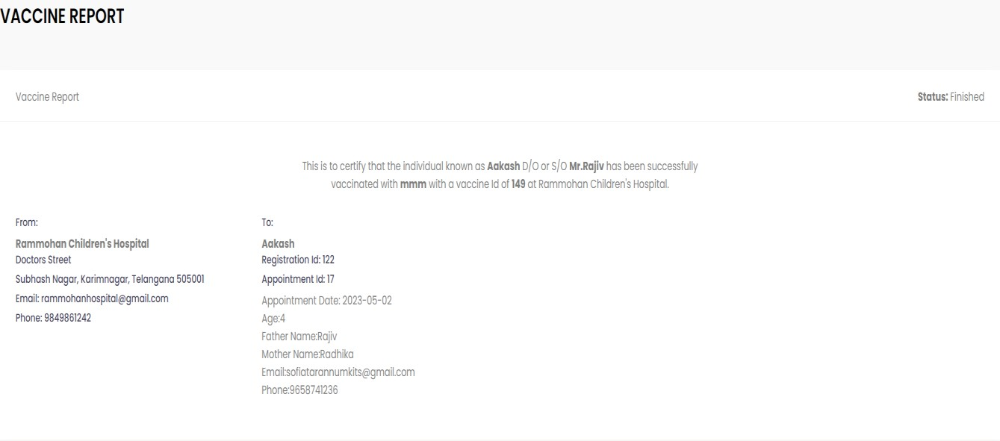 VACCINE REPORT
Vaccine Report
Status: Finished
This is to certify that the individual known as Aakash D/O or S/O Mr.Rajiv has been successfully
vaccinated with mmm with a vaccine Id of 149 at Rammohan Children's Hospital.
From:
Rammohan Children's Hospital
Doctors Street
Subhash Nagar, Karimnagar, Telangana 505001
Email: rammohanhospital@gmail.com
Phone: 9849861242
To:
Aakash
Registration Id: 122
Appointment Id: 17
Appointment Date: 2023-05-02
Age:4
Father Name:Rajiv
Mother Name:Radhika
Email:sofiatarannumkits@gmail.com
Phone:9658741236